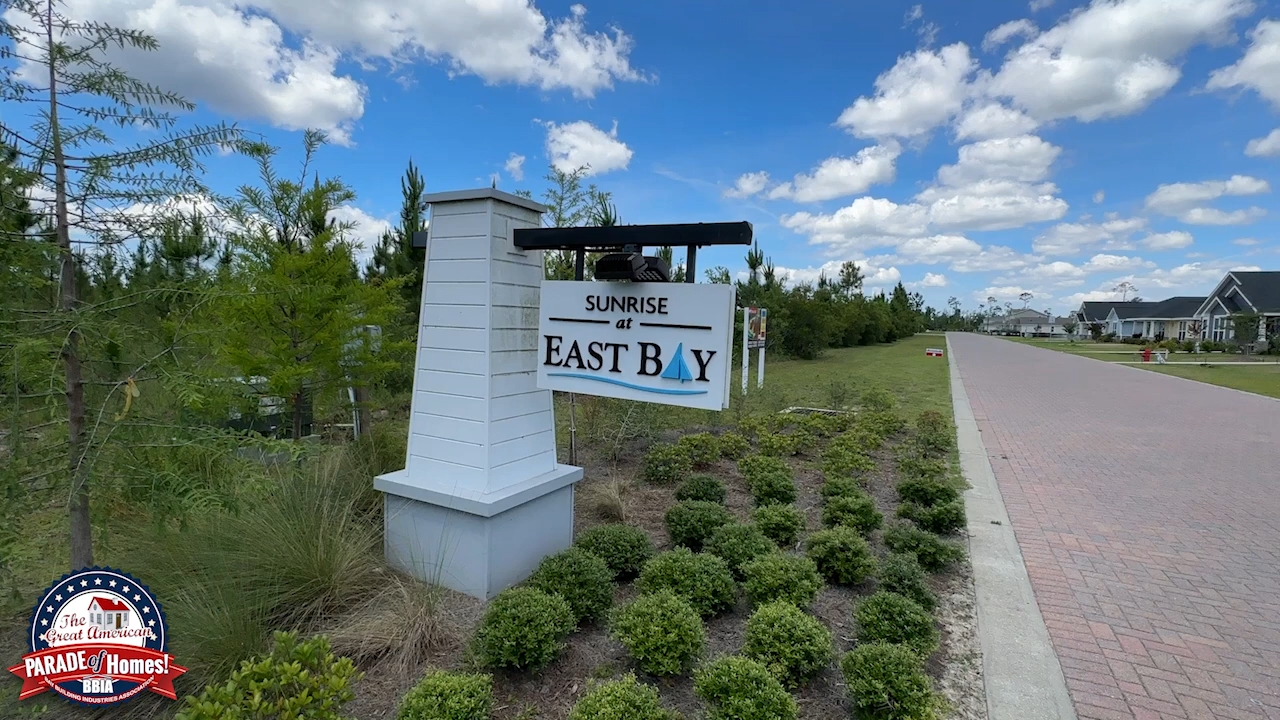 SUNRISE
at
EAST BAY
The
Great American
PARADE of Homes!
BBIA